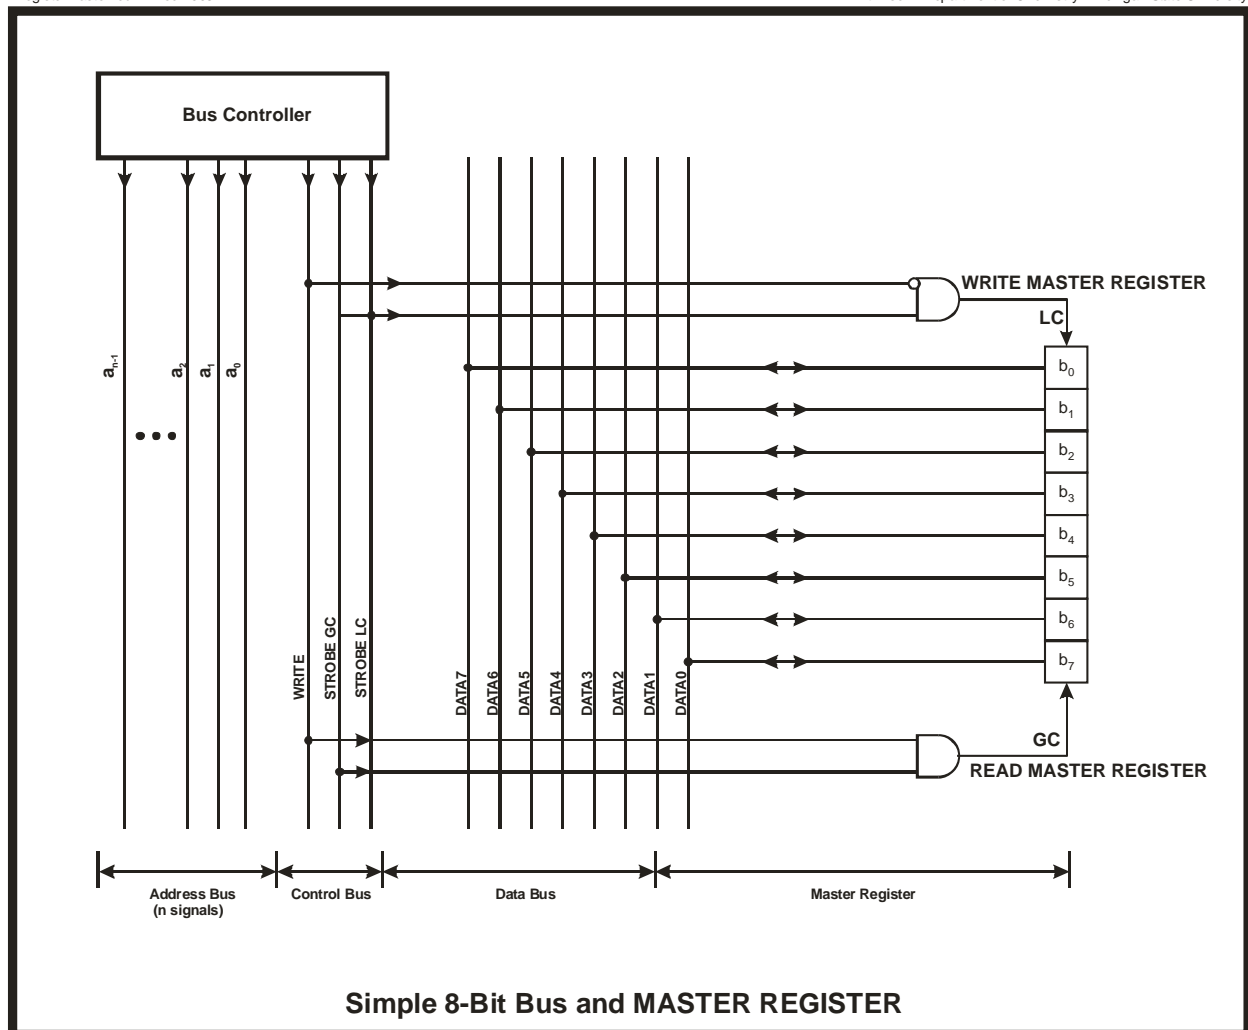 Bus Controller
WRITE MASTER REGISTER
LC
aₙ₋₁
a₂
a₁
a₀
b₀
b₁
b₂
b₃
b₄
b₅
b₆
b₇
WRITE
STROBE GC
STROBE LC
DATA7
DATA6
DATA5
DATA4
DATA3
DATA2
DATA1
DATA0
GC
READ MASTER REGISTER
Address Bus
(n signals)
Control Bus
Data Bus
Master Register
Simple 8-Bit Bus and MASTER REGISTER